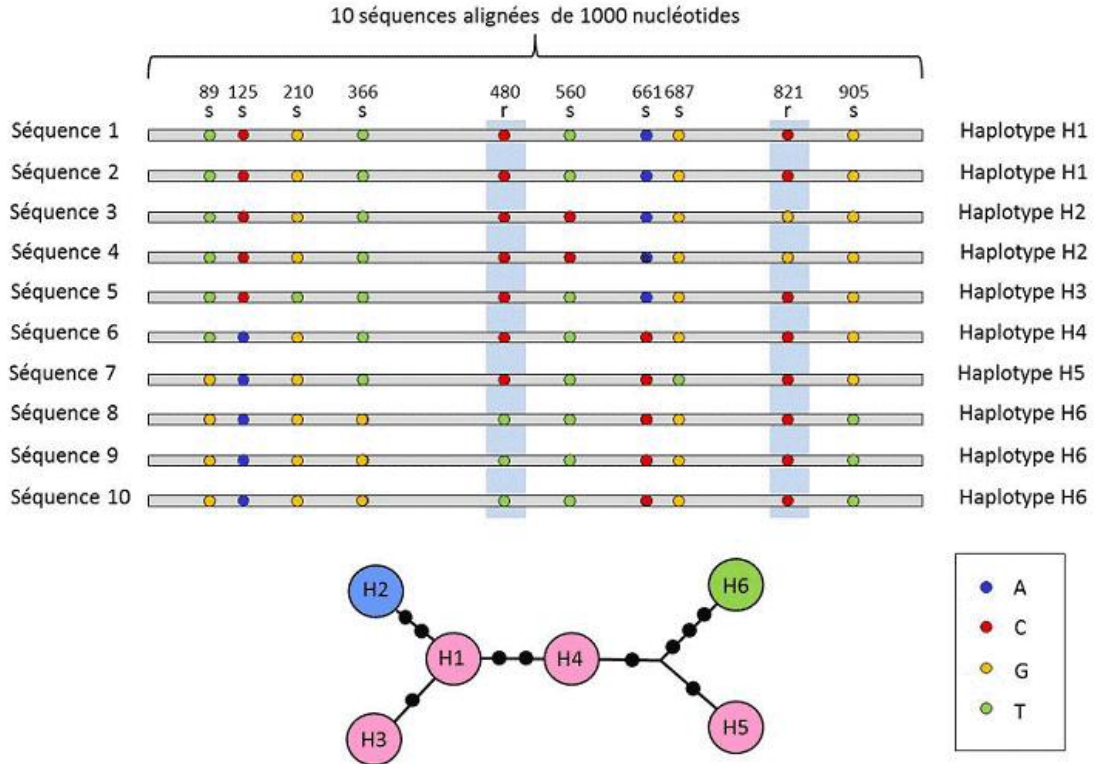 10 séquences alignées de 1000 nucléotides
89 125 210 366 480 560 661 687 821 905
s s s s r s s s r s
Séquence 1 Haplotype H1
Séquence 2 Haplotype H1
Séquence 3 Haplotype H2
Séquence 4 Haplotype H2
Séquence 5 Haplotype H3
Séquence 6 Haplotype H4
Séquence 7 Haplotype H5
Séquence 8 Haplotype H6
Séquence 9 Haplotype H6
Séquence 10 Haplotype H6
H2 H6
H1 H4
H3 H5
A
C
G
T